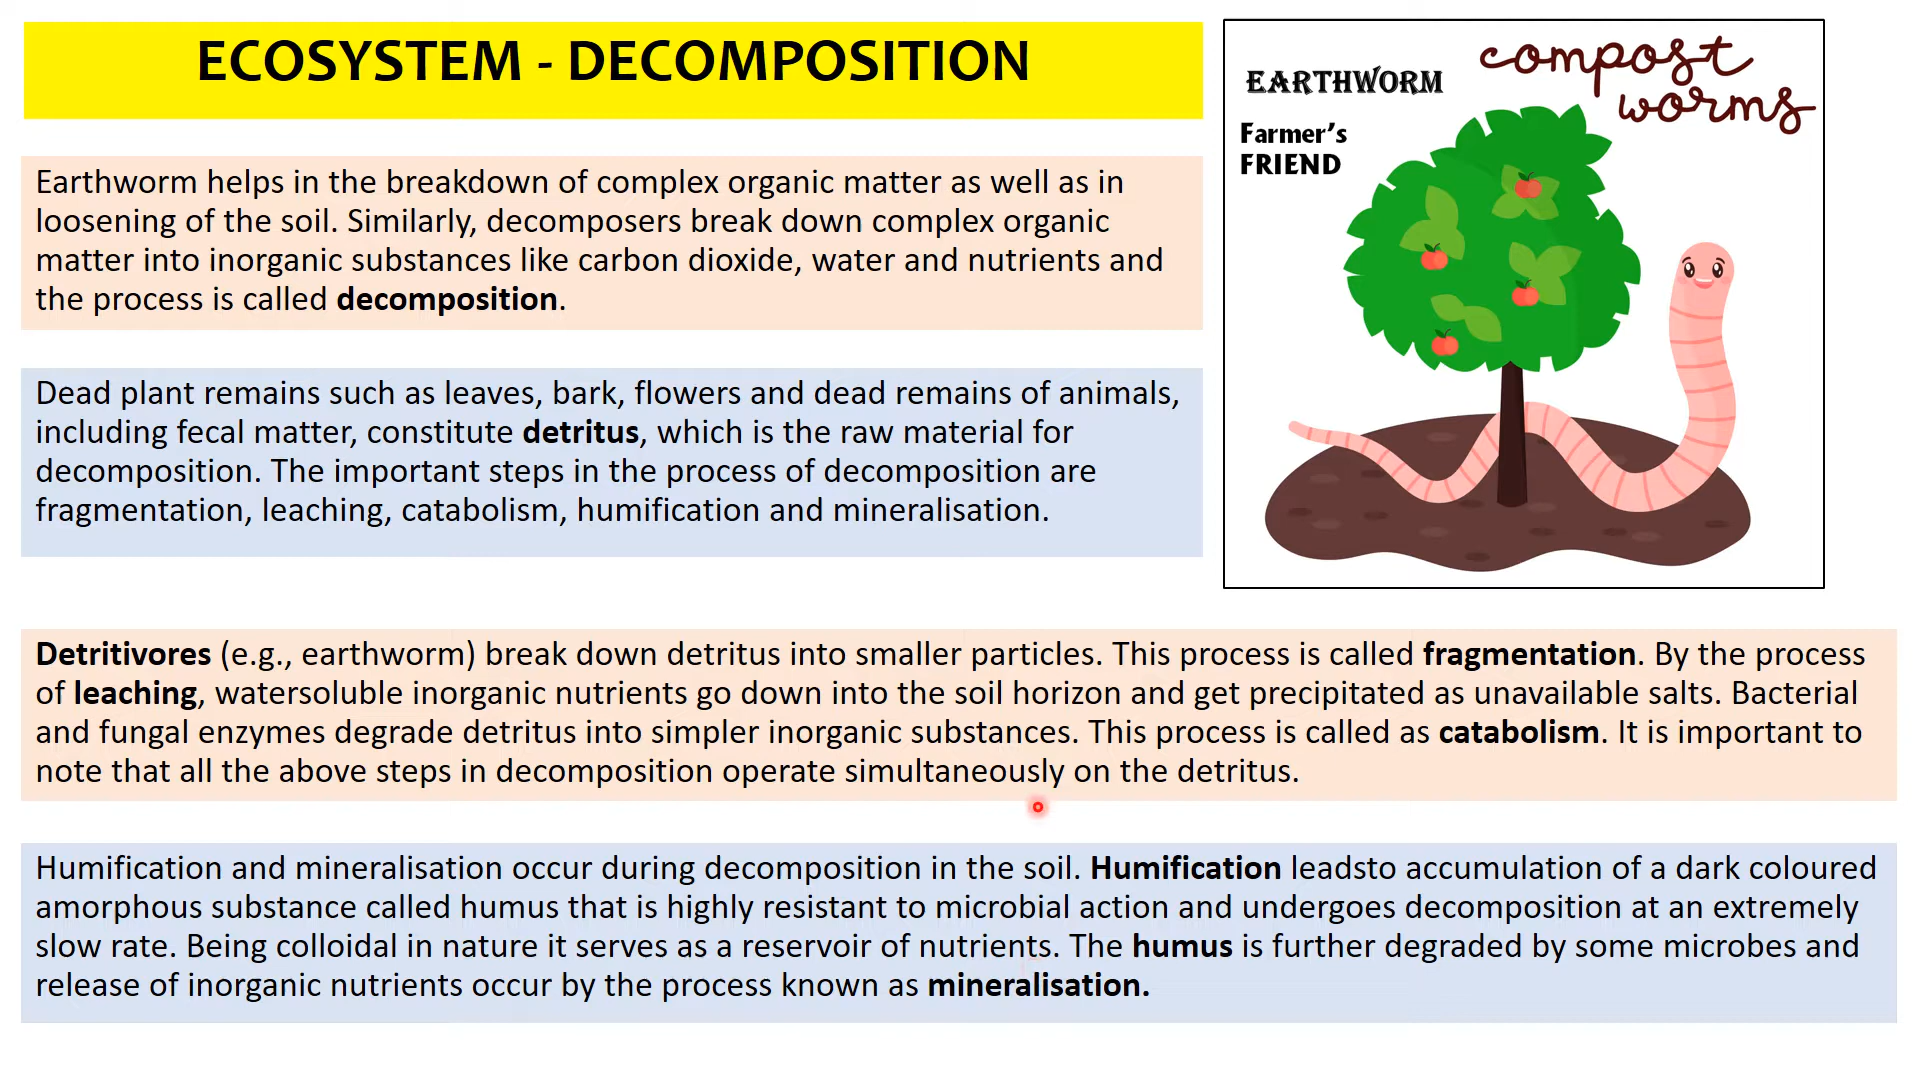 ECOSYSTEM - DECOMPOSITION
Earthworm helps in the breakdown of complex organic matter as well as in
loosening of the soil. Similarly, decomposers break down complex organic
matter into inorganic substances like carbon dioxide, water and nutrients and
the process is called decomposition.
Dead plant remains such as leaves, bark, flowers and dead remains of animals,
including fecal matter, constitute detritus, which is the raw material for
decomposition. The important steps in the process of decomposition are
fragmentation, leaching, catabolism, humification and mineralisation.
compost
worms
EARTHWORM
Farmer's
FRIEND
Detritivores (e.g., earthworm) break down detritus into smaller particles. This process is called fragmentation. By the process
of leaching, watersoluble inorganic nutrients go down into the soil horizon and get precipitated as unavailable salts. Bacterial
and fungal enzymes degrade detritus into simpler inorganic substances. This process is called as catabolism. It is important to
note that all the above steps in decomposition operate simultaneously on the detritus.
Humification and mineralisation occur during decomposition in the soil. Humification leadsto accumulation of a dark coloured
amorphous substance called humus that is highly resistant to microbial action and undergoes decomposition at an extremely
slow rate. Being colloidal in nature it serves as a reservoir of nutrients. The humus is further degraded by some microbes and
release of inorganic nutrients occur by the process known as mineralisation.